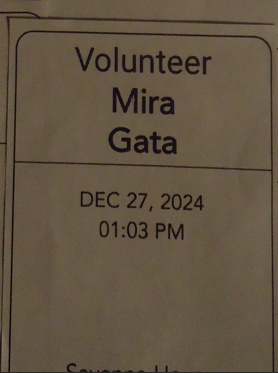 Volunteer
Mira
Gata
DEC 27, 2024
01:03 PM